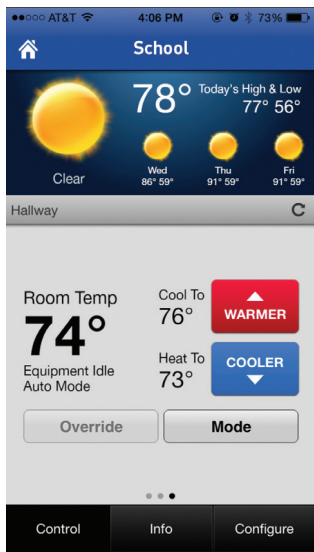 AT&T 4:06 PM 73%
School
78° Today's High & Low
77° 56°
Clear
Wed Thu Fri
86° 59° 91° 59° 91° 59°
Hallway
Room Temp
74°
Equipment Idle
Auto Mode
Cool To
76°
WARMER
Heat To
73°
COOLER
Override Mode
Control Info Configure